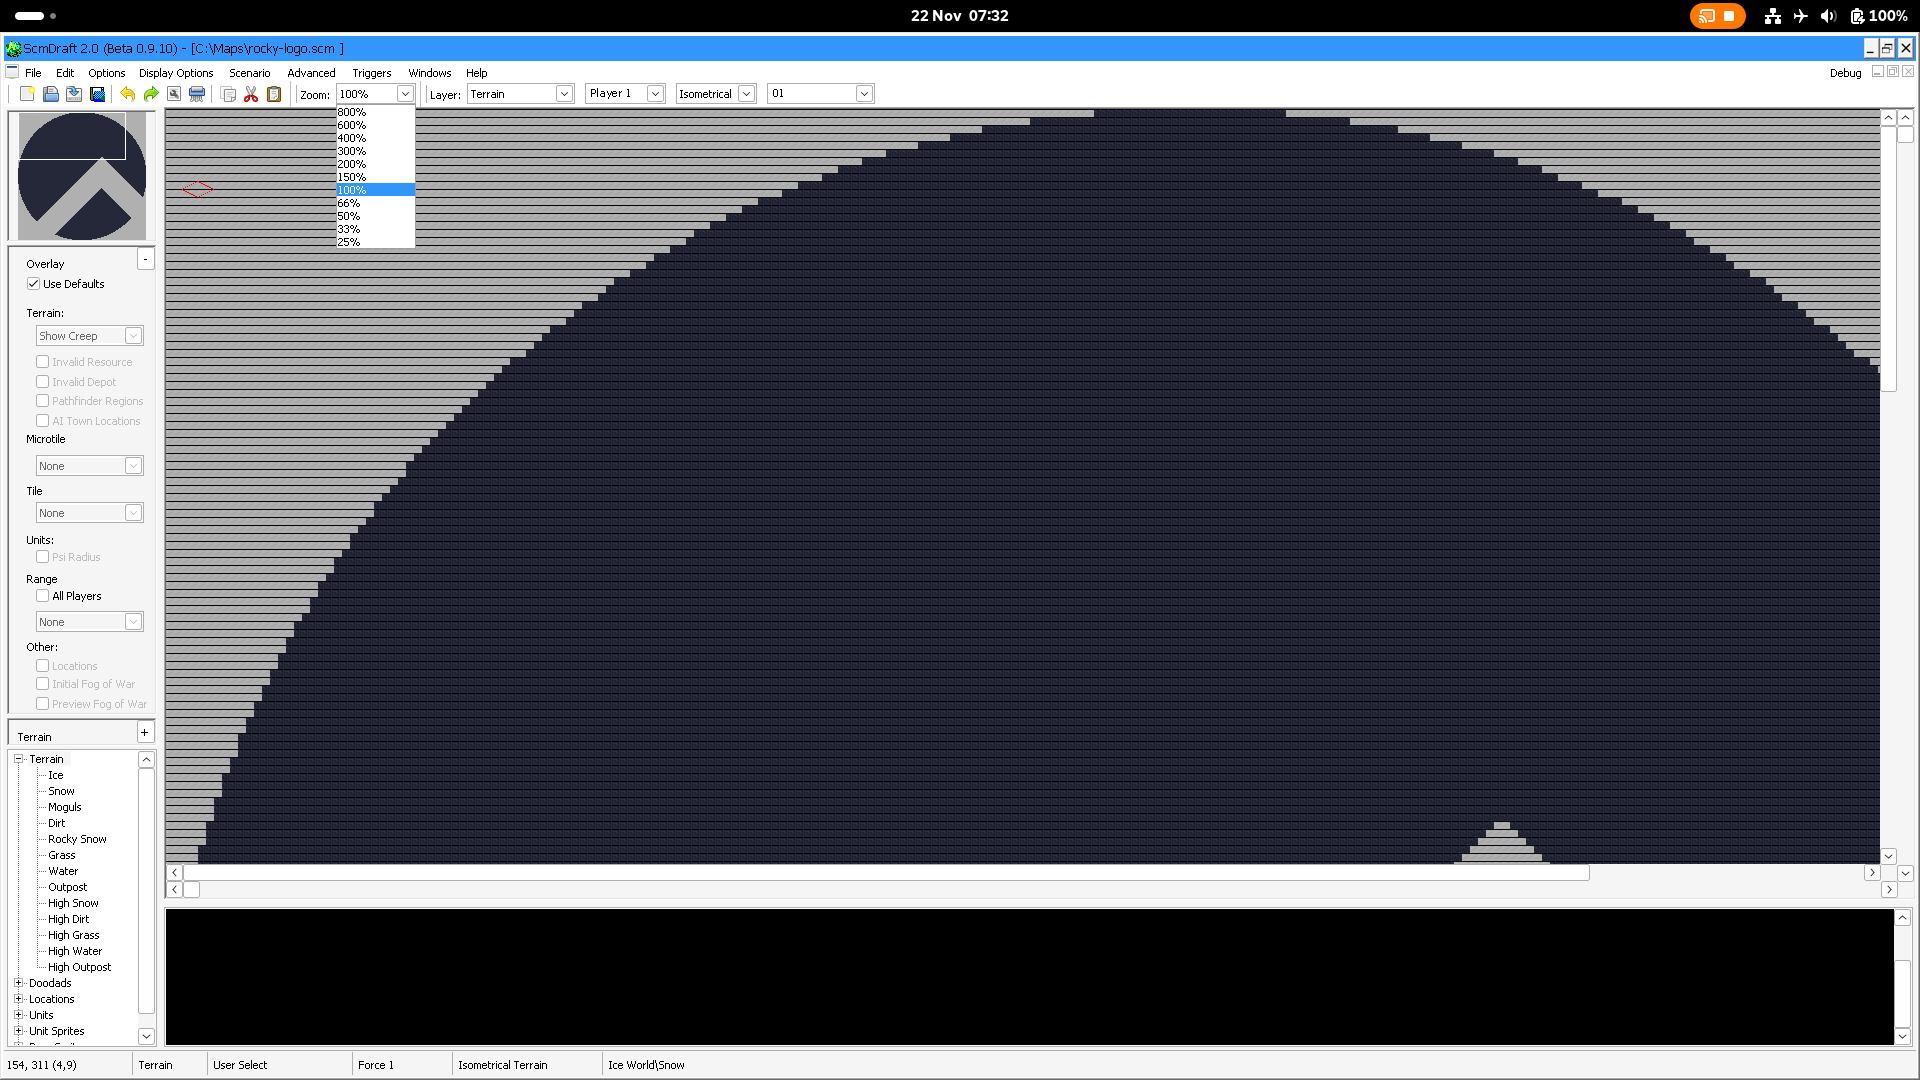 22 Nov 07:32
100%
ScmDraft 2.0 (Beta 0.9.10) - [C:\Maps\rocky-logo.scm ]
File Edit Options Display Options Scenario Advanced Triggers Windows Help Debug
Zoom: 100% Layer: Terrain Player 1 Isometrical 01
800%
600%
400%
300%
200%
150%
100%
66%
50%
33%
25%
Overlay
-
Use Defaults
Terrain:
Show Creep
Invalid Resource
Invalid Depot
Pathfinder Regions
AI Town Locations
Microtile
None
Tile
None
Units:
Psi Radius
Range
All Players
None
Other:
Locations
Initial Fog of War
Preview Fog of War
Terrain +
Terrain
Ice
Snow
Moguls
Dirt
Rocky Snow
Grass
Water
Outpost
High Snow
High Dirt
High Grass
High Water
High Outpost
Doodads
Locations
Units
Unit Sprites
154, 311 (4,9) Terrain User Select Force 1 Isometrical Terrain Ice World\Snow